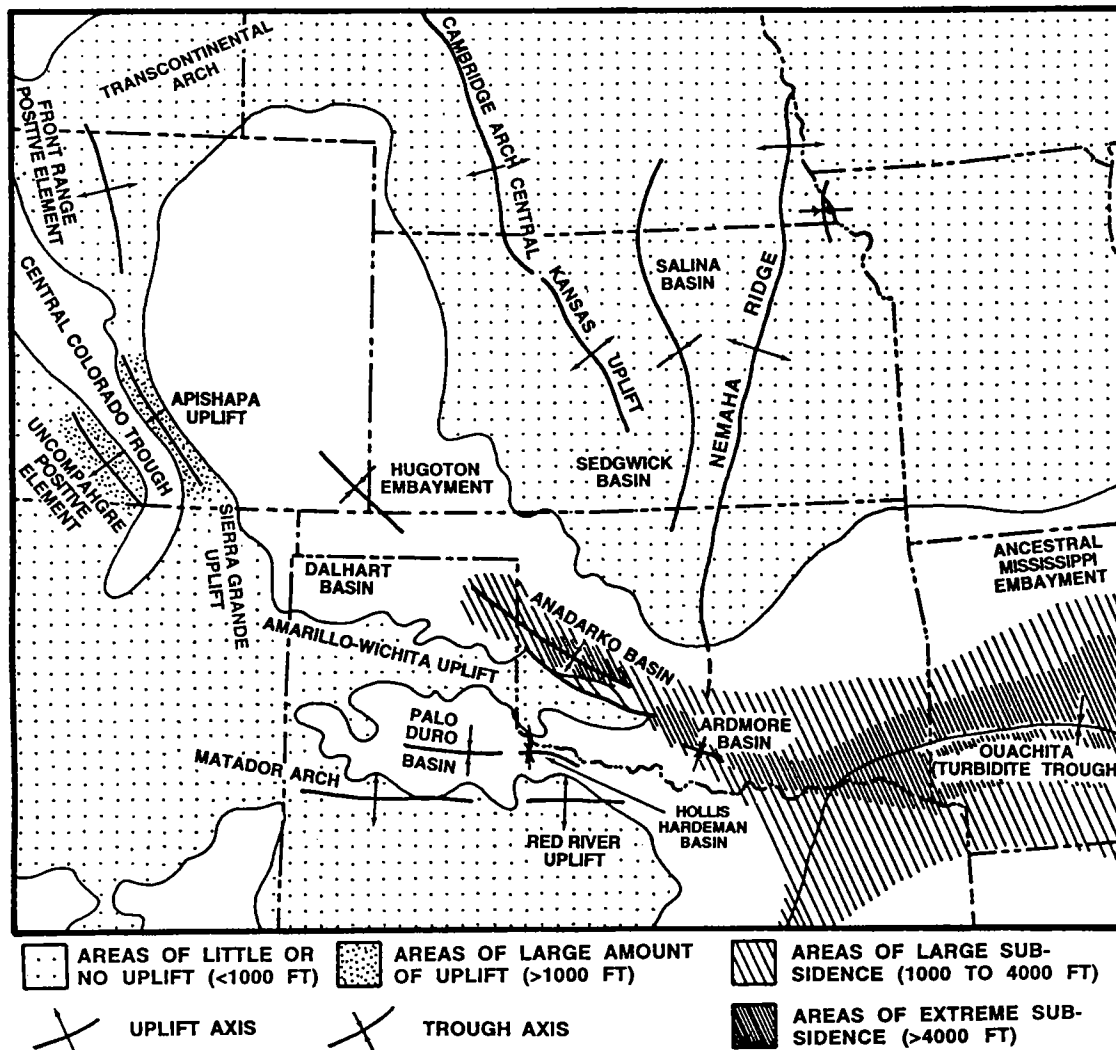 TRANSCONTINENTAL
ARCH
FRONT RANGE
POSITIVE ELEMENT
CAMBRIDGE ARCH
CENTRAL
KANSAS
UPLIFT
SALINA
BASIN
NEMAHA
RIDGE
CENTRAL COLORADO TROUGH
APISHAPA
UPLIFT
UNCOMPAHGRE
POSITIVE
ELEMENT
HUGOTON
EMBAYMENT
SEDGWICK
BASIN
SIERRA GRANDE
UPLIFT
DALHART
BASIN
ANADARKO BASIN
ANCESTRAL
MISSISSIPPI
EMBAYMENT
AMARILLO-WICHITA UPLIFT
PALO
DURO
BASIN
ARDMORE
BASIN
OUACHITA
(TURBIDITE TROUGH
MATADOR ARCH
HOLLIS
HARDEMAN
BASIN
RED RIVER
UPLIFT
AREAS OF LITTLE OR
NO UPLIFT (<1000 FT)
AREAS OF LARGE AMOUNT
OF UPLIFT (>1000 FT)
AREAS OF LARGE SUB-
SIDENCE (1000 TO 4000 FT)
UPLIFT AXIS
TROUGH AXIS
AREAS OF EXTREME SUB-
SIDENCE (>4000 FT)